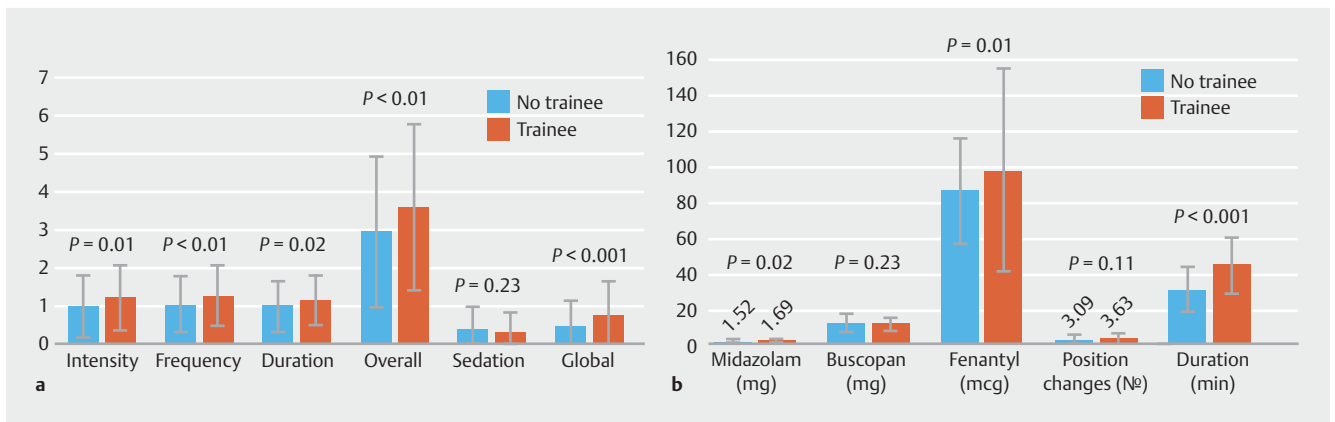 7
6
5
4
3
2
1
0
P < 0.01
No trainee
Trainee
P = 0.01
P < 0.01
P = 0.02
P = 0.23
P < 0.001
Intensity
Frequency
Duration
Overall
Sedation
Global
a
160
140
120
100
80
60
40
20
0
P = 0.01
No trainee
Trainee
P = 0.02
P = 0.23
P = 0.11
P < 0.001
1.52
1.69
3.09
3.63
Midazolam
(mg)
Buscopan
(mg)
Fenantyl
(mcg)
Position
changes (№)
Duration
(min)
b